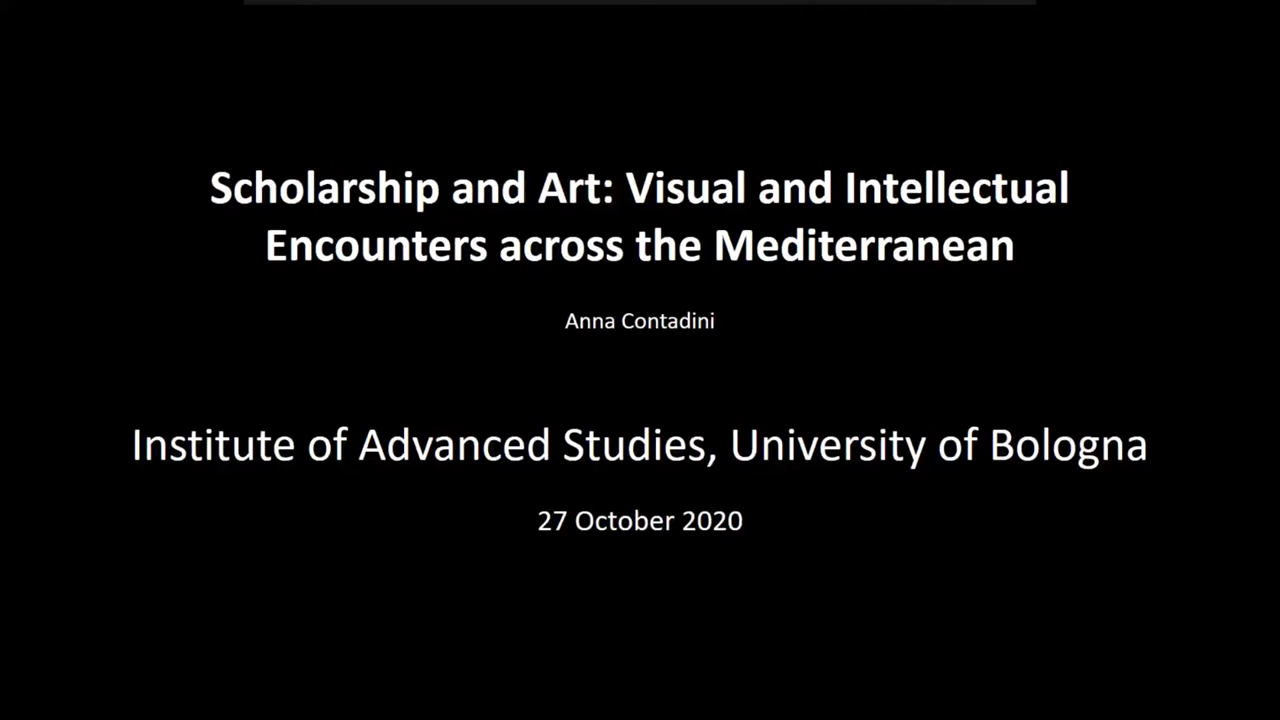 Scholarship and Art: Visual and Intellectual
Encounters across the Mediterranean
Anna Contadini
Institute of Advanced Studies, University of Bologna
27 October 2020